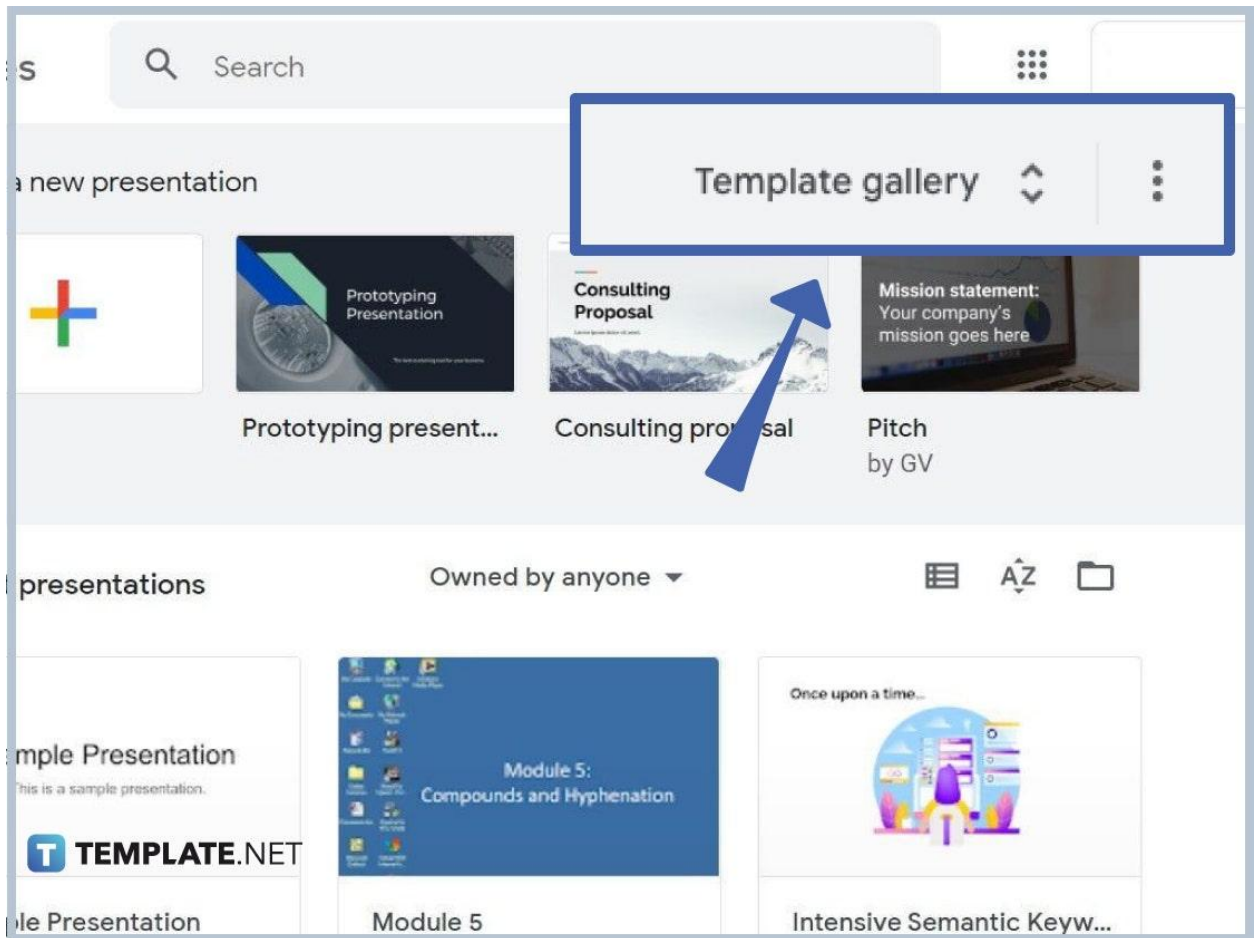 es
Search
a new presentation
Template gallery
Prototyping
Presentation
Consulting
Proposal
Mission statement:
Your company's
mission goes here
Prototyping present...
Consulting proposal
Pitch
by GV
presentations
Owned by anyone
AZ
mple Presentation
This is a sample presentation.
Module 5:
Compounds and Hyphenation
Once upon a time...
T TEMPLATE.NET
ple Presentation
Module 5
Intensive Semantic Keyw...